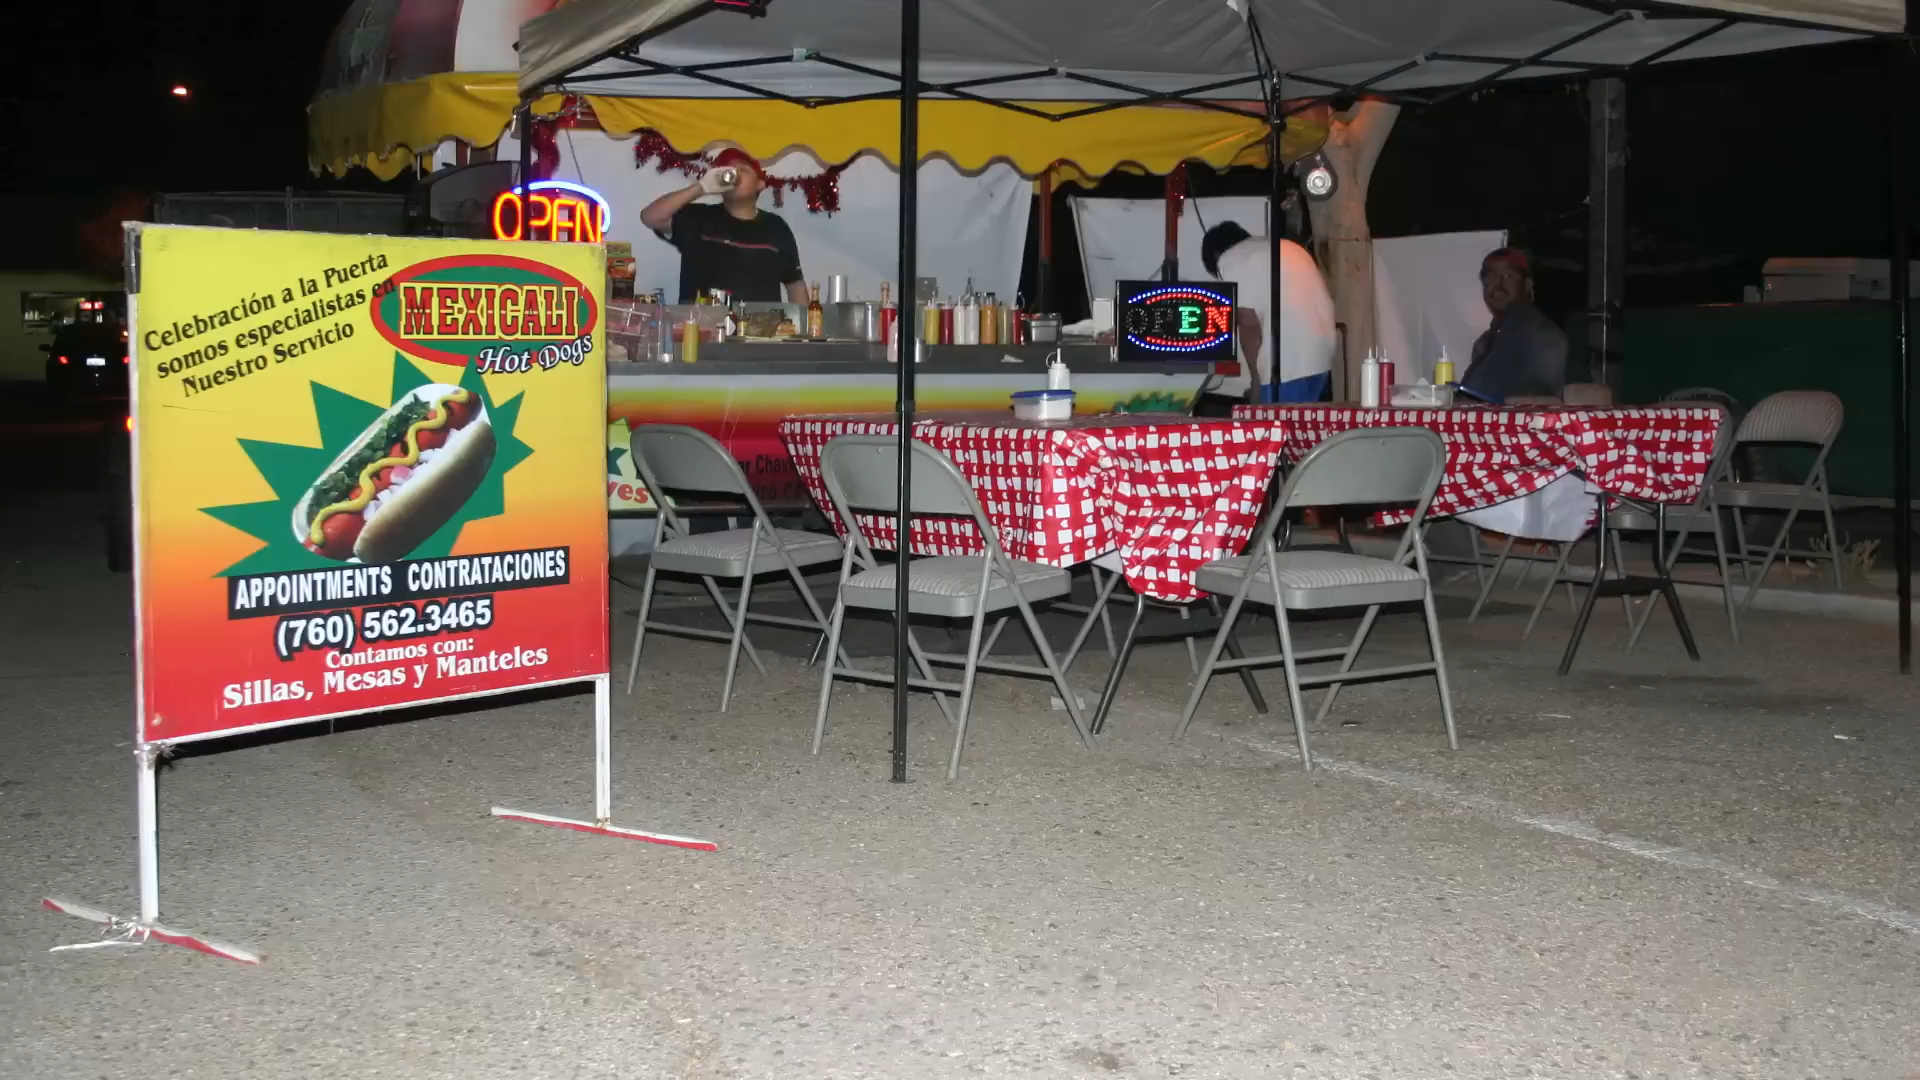 OPEN
Celebración a la Puerta
somos especialistas en
Nuestro Servicio
MEXICALI
Hot Dogs
APPOINTMENTS CONTRATACIONES
(760) 562.3465
Contamos con:
Sillas, Mesas y Manteles
OPEN